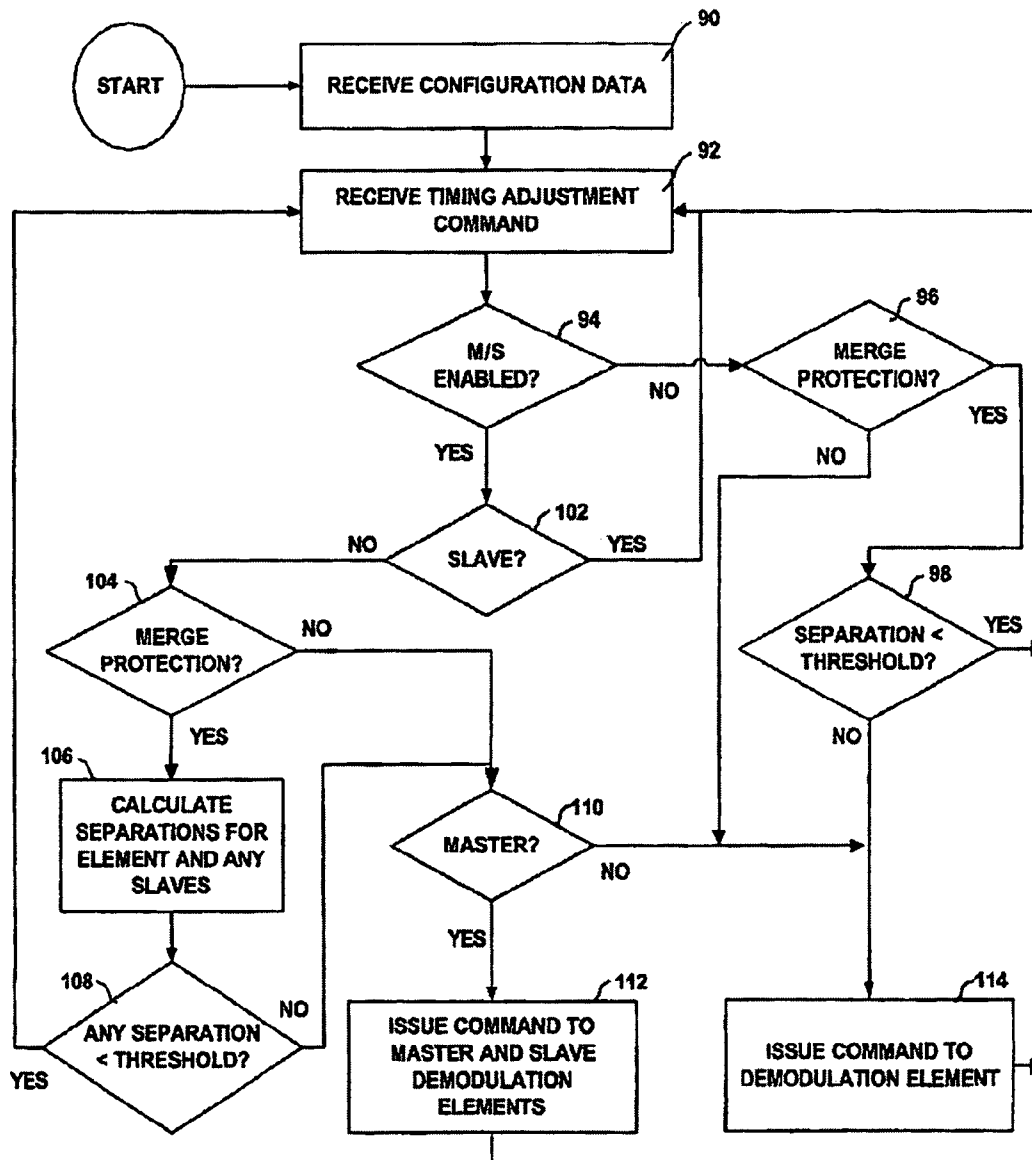 90
START
RECEIVE CONFIGURATION DATA
92
RECEIVE TIMING ADJUSTMENT
COMMAND
94
M/S
ENABLED?
NO
YES
96
MERGE
PROTECTION?
YES
NO
102
SLAVE?
NO
YES
98
SEPARATION <
THRESHOLD?
YES
NO
104
MERGE
PROTECTION?
NO
YES
106
CALCULATE
SEPARATIONS FOR
ELEMENT AND ANY
SLAVES
110
MASTER?
NO
YES
108
ANY SEPARATION
< THRESHOLD?
NO
YES
112
ISSUE COMMAND TO
MASTER AND SLAVE
DEMODULATION
ELEMENTS
114
ISSUE COMMAND TO
DEMODULATION ELEMENT